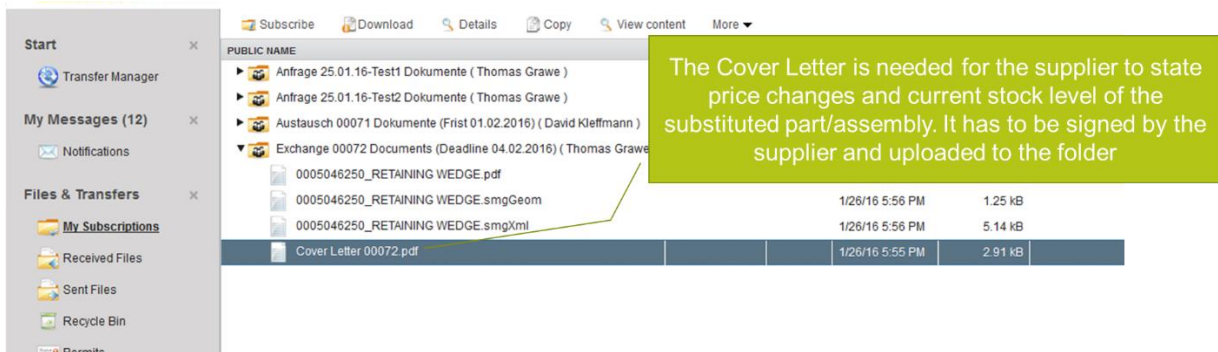 Subscribe Download Details Copy View content More
Start
Transfer Manager
My Messages (12)
Notifications
Files & Transfers
My Subscriptions
Received Files
Sent Files
Recycle Bin
Permits
PUBLIC NAME
Anfrage 25.01.16-Test1 Dokumente ( Thomas Grawe )
Anfrage 25.01.16-Test2 Dokumente ( Thomas Grawe )
Austausch 00071 Dokumente (Frist 01.02.2016) ( David Kleffmann )
Exchange 00072 Documents (Deadline 04.02.2016) ( Thomas Grawe
0005046250_RETAINING WEDGE.pdf
0005046250_RETAINING WEDGE.smgGeom 1/26/16 5:56 PM 1.25 kB
0005046250_RETAINING WEDGE.smgXml 1/26/16 5:56 PM 5.14 kB
Cover Letter 00072.pdf 1/26/16 5:55 PM 2.91 kB
The Cover Letter is needed for the supplier to state
price changes and current stock level of the
substituted part/assembly. It has to be signed by the
supplier and uploaded to the folder